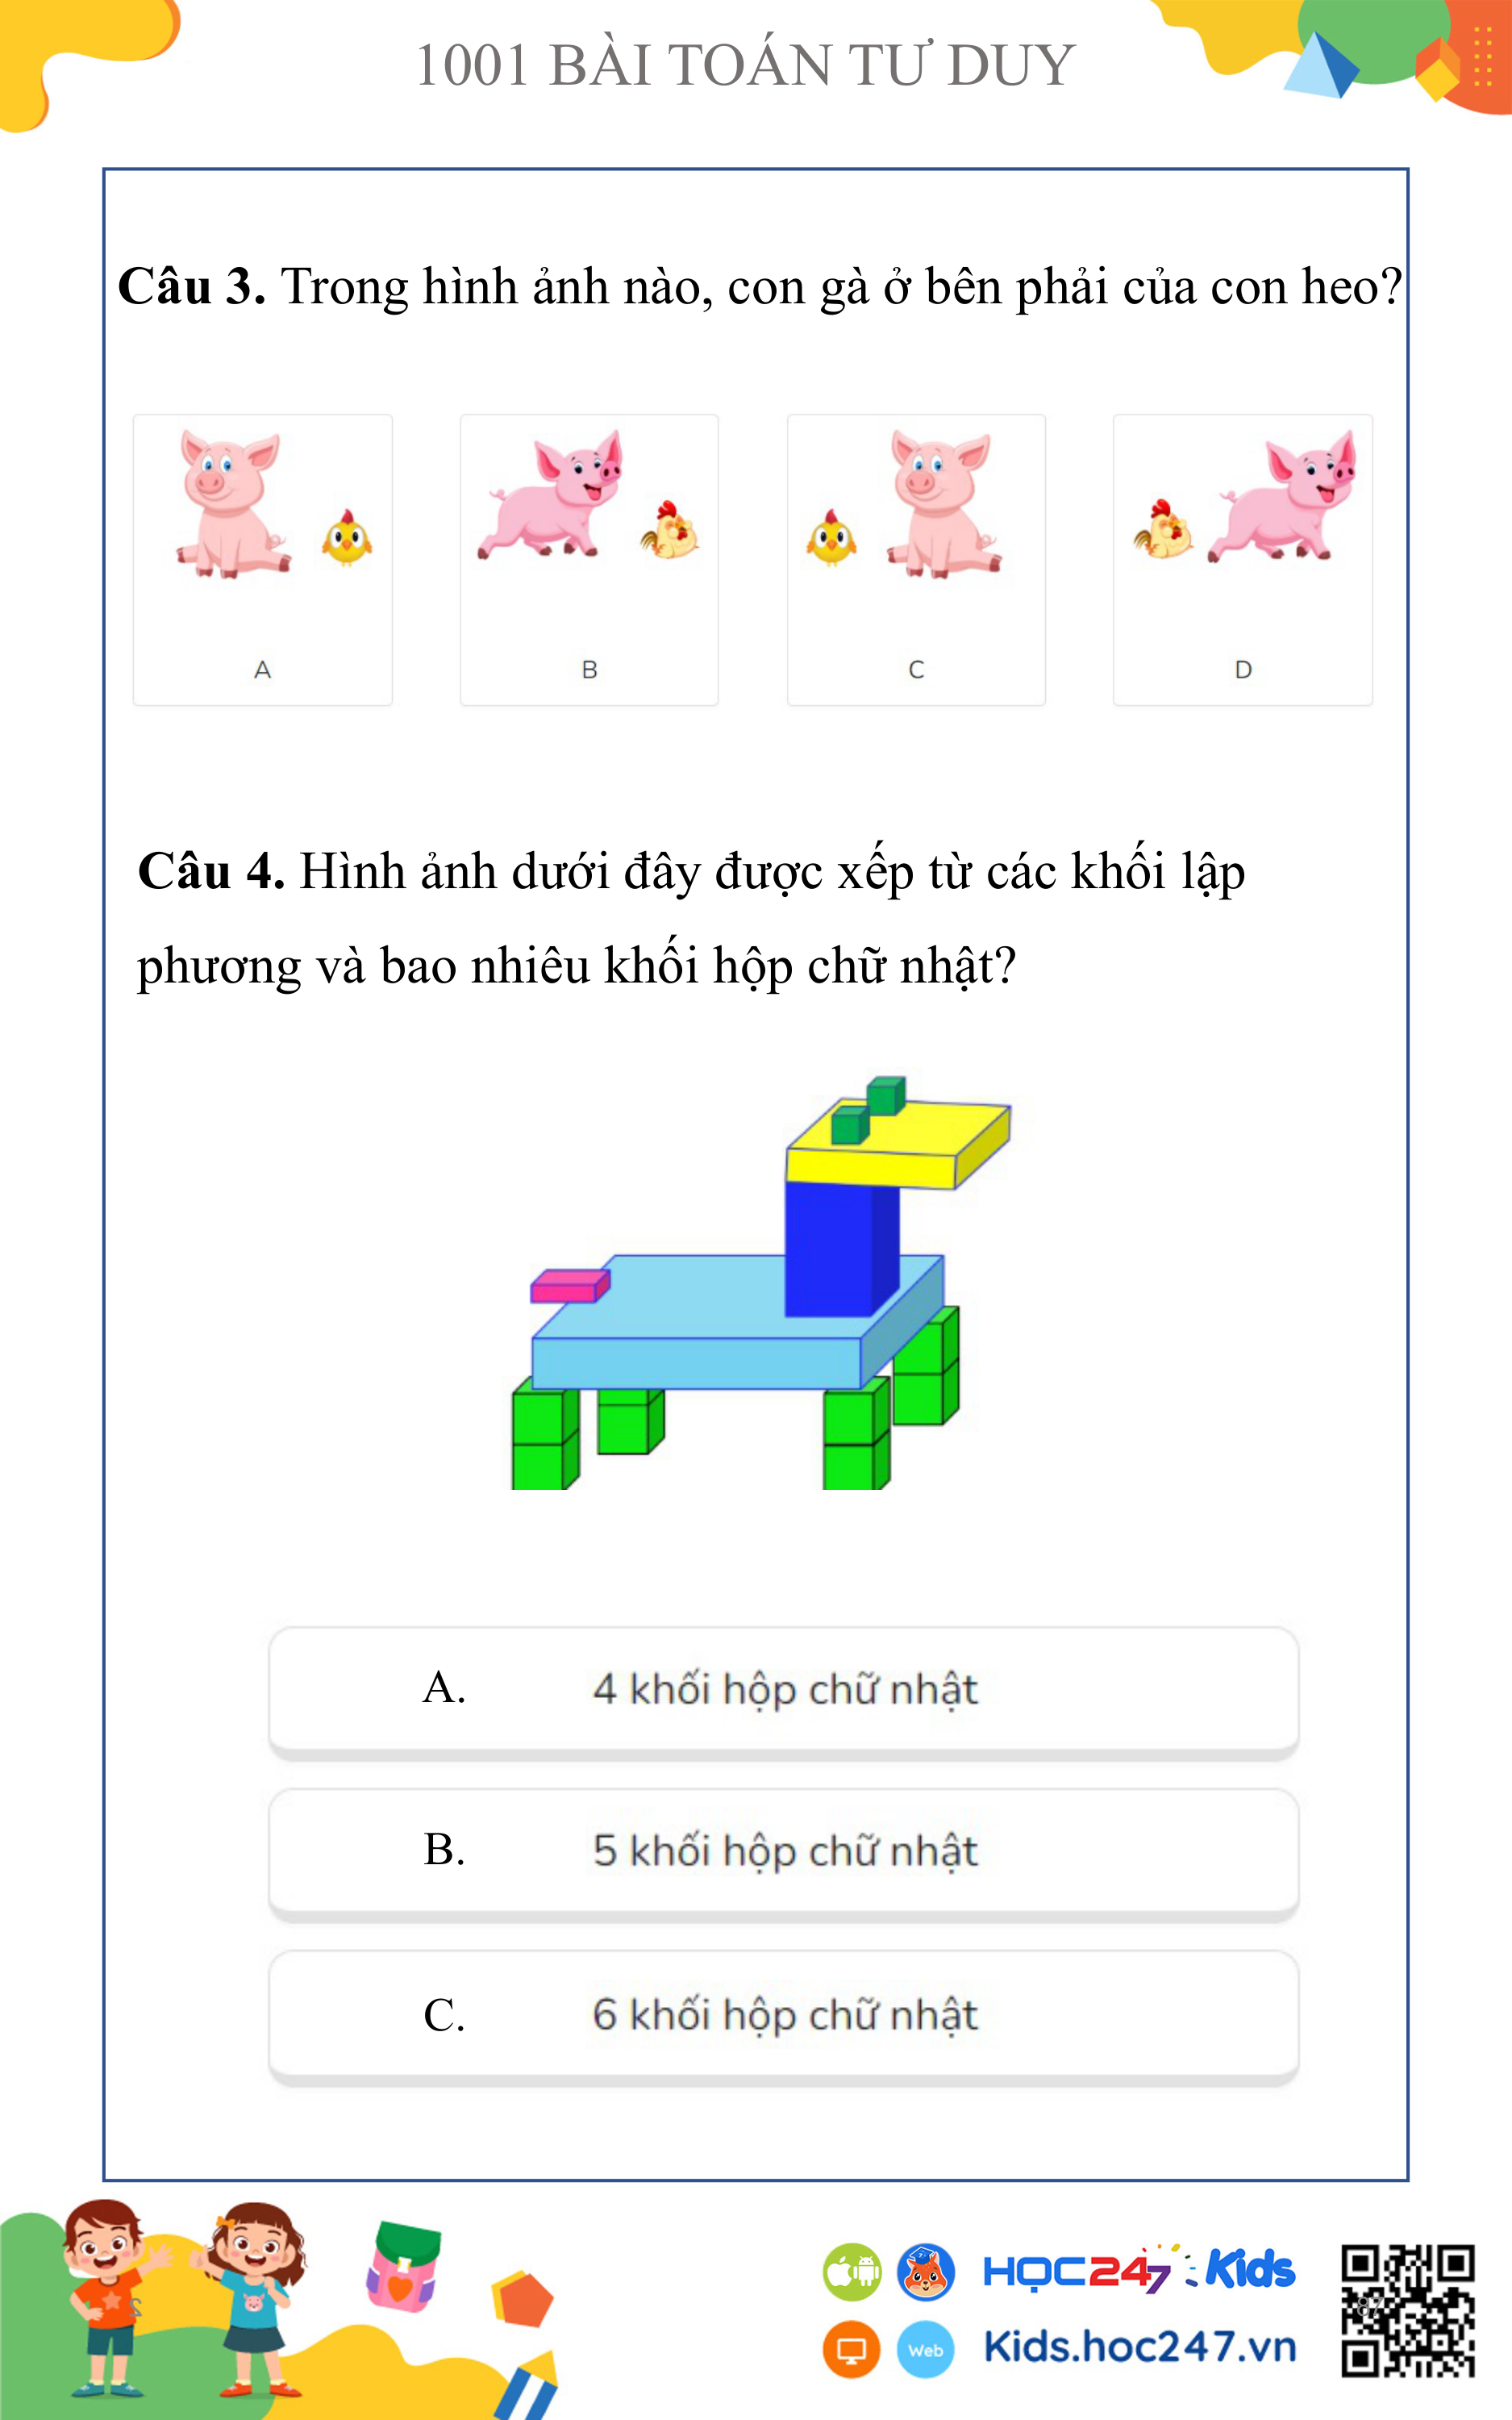 1001 BÀI TOÁN TƯ DUY
Câu 3. Trong hình ảnh nào, con gà ở bên phải của con heo?
A
B
C
D
Câu 4. Hình ảnh dưới đây được xếp từ các khối lập
phương và bao nhiêu khối hộp chữ nhật?
A. 4 khối hộp chữ nhật
B. 5 khối hộp chữ nhật
C. 6 khối hộp chữ nhật
HỌC247 Kids
Web
Kids.hoc247.vn
87
2